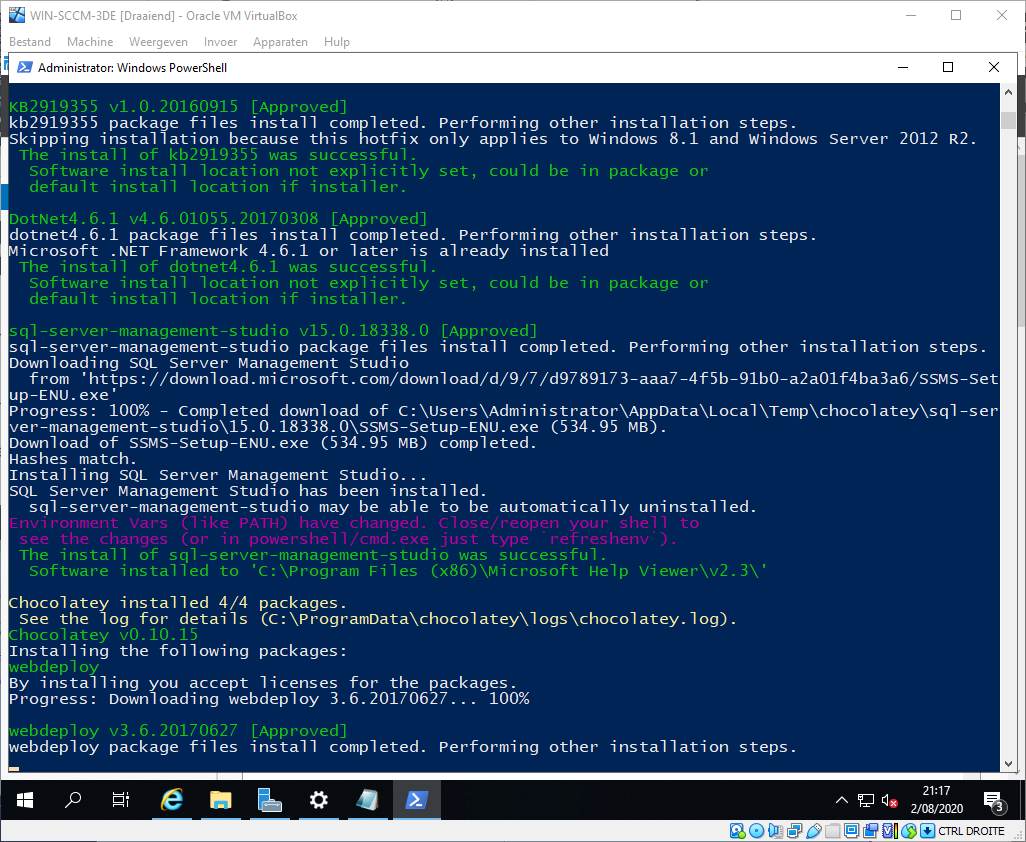 WIN-SCCM-3DE [Draaiend] - Oracle VM VirtualBox
Bestand Machine Weergeven Invoer Apparaten Hulp
Administrator: Windows PowerShell
KB2919355 v1.0.20160915 [Approved]
kb2919355 package files install completed. Performing other installation steps.
Skipping installation because this hotfix only applies to Windows 8.1 and Windows Server 2012 R2.
The install of kb2919355 was successful.
Software install location not explicitly set, could be in package or
default install location if installer.
DotNet4.6.1 v4.6.01055.20170308 [Approved]
dotnet4.6.1 package files install completed. Performing other installation steps.
Microsoft .NET Framework 4.6.1 or later is already installed
The install of dotnet4.6.1 was successful.
Software install location not explicitly set, could be in package or
default install location if installer.
sql-server-management-studio v15.0.18338.0 [Approved]
sql-server-management-studio package files install completed. Performing other installation steps.
Downloading SQL Server Management Studio
from 'https://download.microsoft.com/download/d/9/7/d9789173-aaa7-4f5b-91b0-a2a01f4ba3a6/SSMS-Set
up-ENU.exe'
Progress: 100% - Completed download of C:\Users\Administrator\AppData\Local\Temp\chocolatey\sql-ser
ver-management-studio\15.0.18338.0\SSMS-Setup-ENU.exe (534.95 MB).
Download of SSMS-Setup-ENU.exe (534.95 MB) completed.
Hashes match.
Installing SQL Server Management Studio...
SQL Server Management Studio has been installed.
sql-server-management-studio may be able to be automatically uninstalled.
Environment Vars (like PATH) have changed. Close/reopen your shell to
see the changes (or in powershell/cmd.exe just type `refreshenv`).
The install of sql-server-management-studio was successful.
Software installed to 'C:\Program Files (x86)\Microsoft Help Viewer\v2.3\'
Chocolatey installed 4/4 packages.
See the log for details (C:\ProgramData\chocolatey\logs\chocolatey.log).
Chocolatey v0.10.15
Installing the following packages:
webdeploy
By installing you accept licenses for the packages.
Progress: Downloading webdeploy 3.6.20170627... 100%
webdeploy v3.6.20170627 [Approved]
webdeploy package files install completed. Performing other installation steps.
21:17
2/08/2020
3
CTRL DROITE